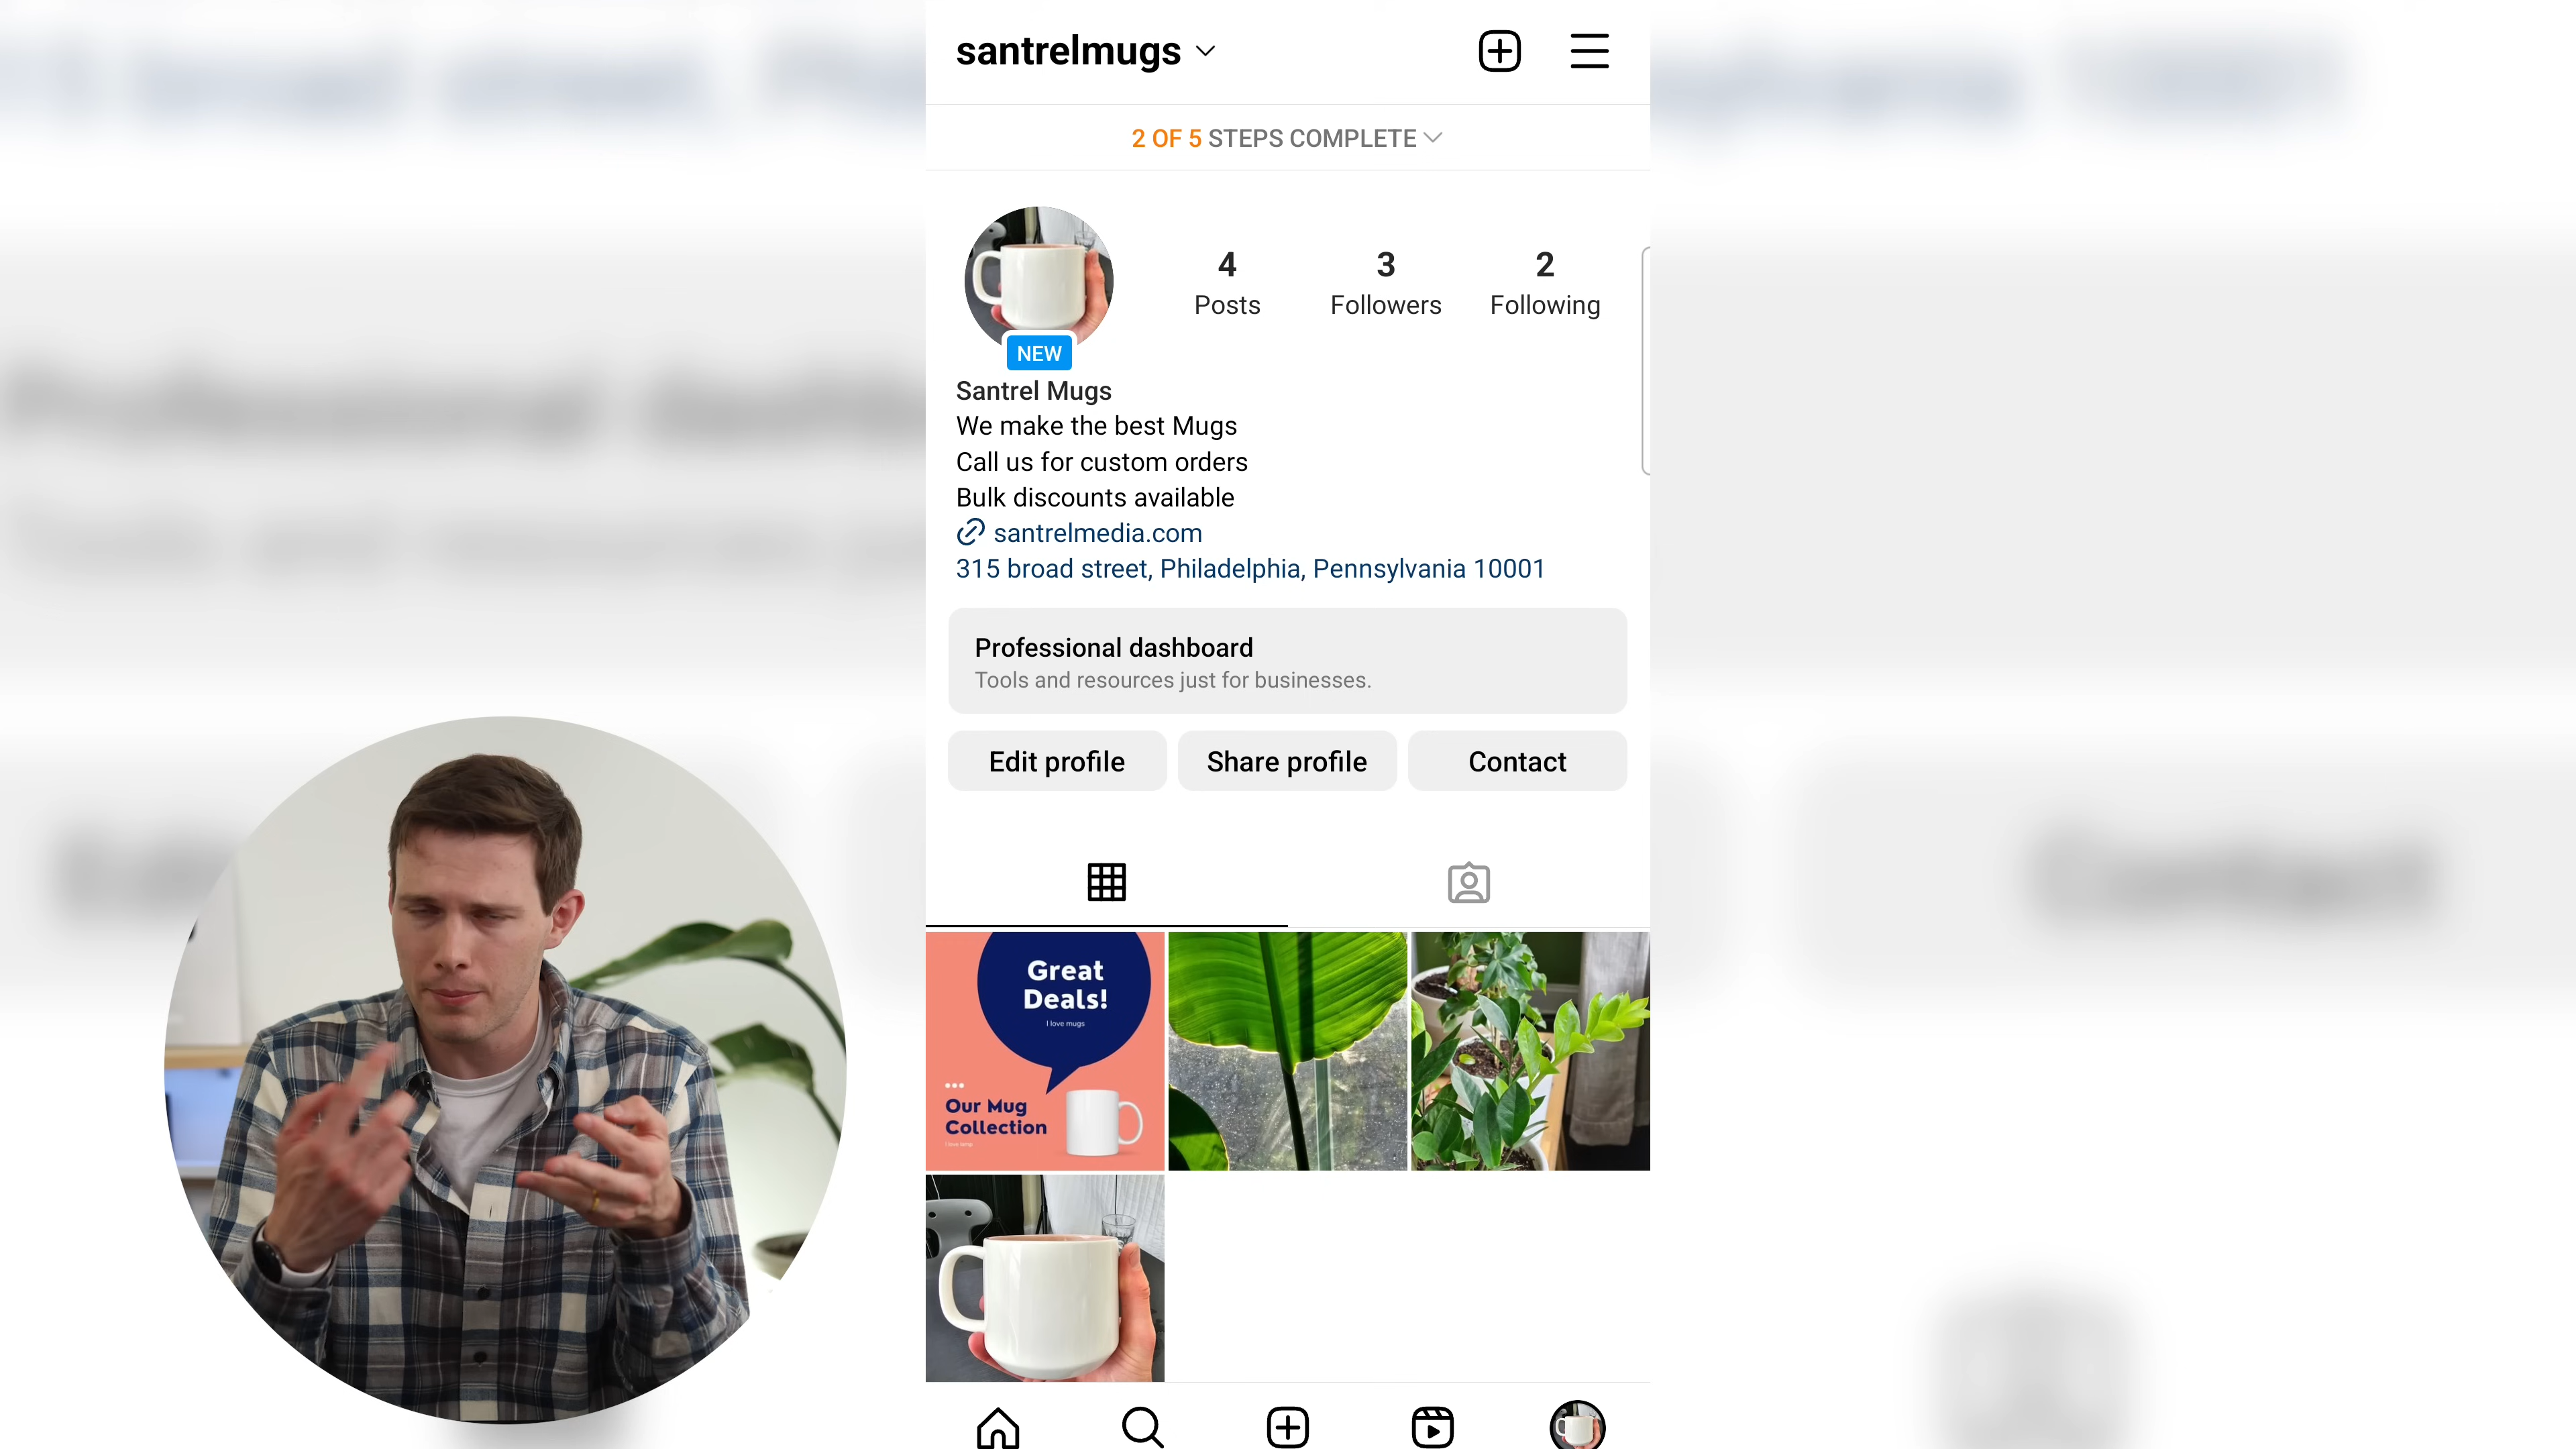 santrelmugs
2 OF 5 STEPS COMPLETE
4
Posts
3
Followers
2
Following
NEW
Santrel Mugs
We make the best Mugs
Call us for custom orders
Bulk discounts available
santrelmedia.com
315 broad street, Philadelphia, Pennsylvania 10001
Professional dashboard
Tools and resources just for businesses.
Edit profile
Share profile
Contact
Great
Deals!
I love mugs
Our Mug
Collection